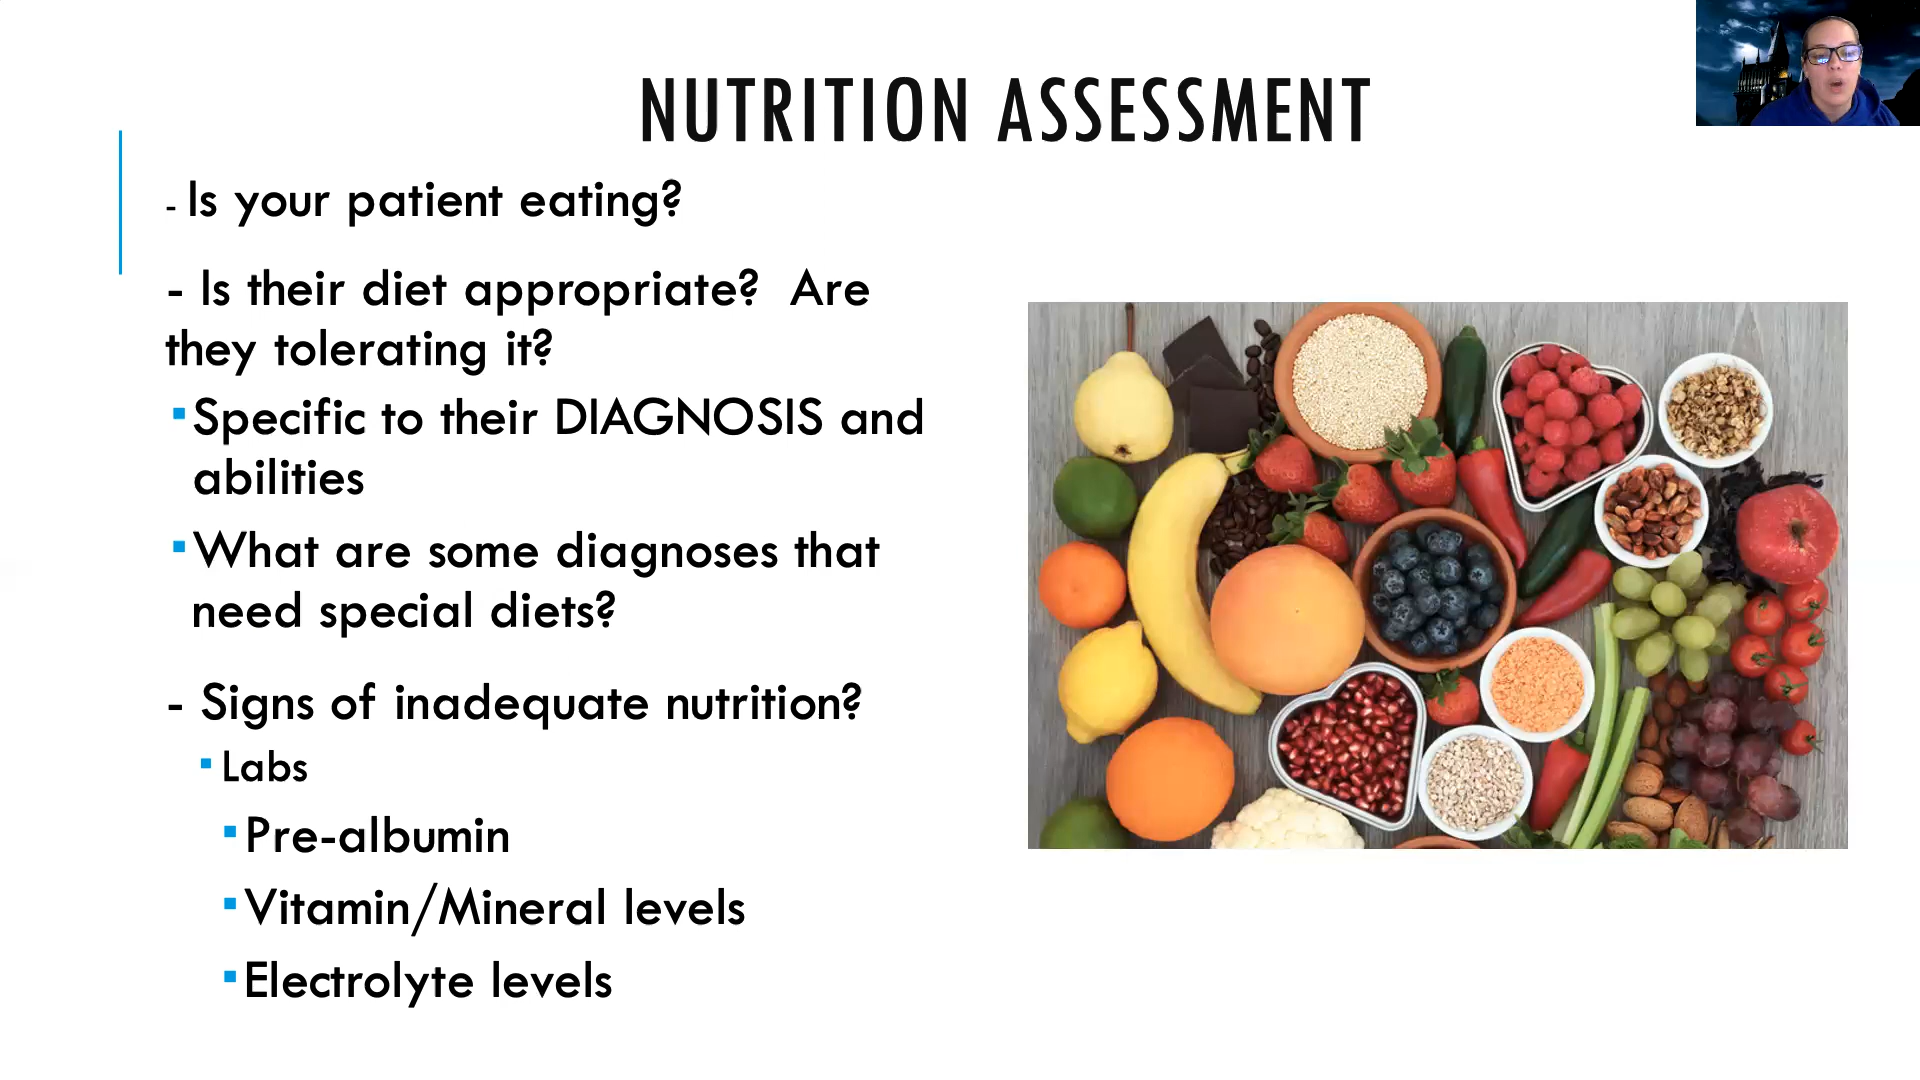 NUTRITION ASSESSMENT
- Is your patient eating?
- Is their diet appropriate?  Are
they tolerating it?
▪Specific to their DIAGNOSIS and
abilities
▪What are some diagnoses that
need special diets?
- Signs of inadequate nutrition?
▪Labs
▪Pre-albumin
▪Vitamin/Mineral levels
▪Electrolyte levels